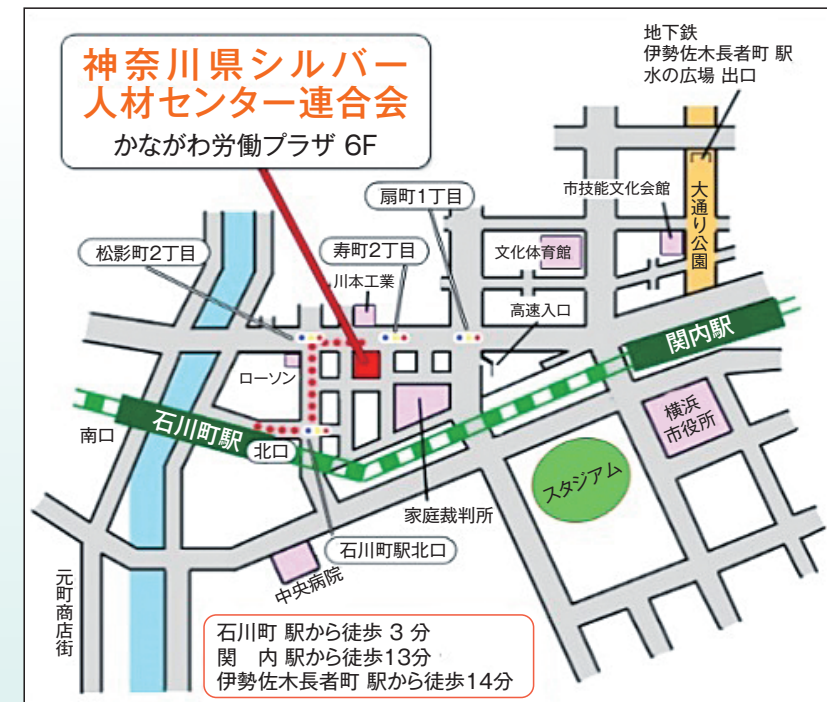 神奈川県シルバー
人材センター連合会
かながわ労働プラザ 6F
地下鉄
伊勢佐木長者町 駅
水の広場 出口
市技能文化会館
大通り公園
扇町1丁目
文化体育館
松影町2丁目
寿町2丁目
川本工業
高速入口
関内駅
ローソン
石川町駅
南口
北口
横浜
市役所
スタジアム
家庭裁判所
石川町駅北口
中央病院
元町商店街
石川町 駅から徒歩 3 分
関　内 駅から徒歩13分
伊勢佐木長者町 駅から徒歩14分